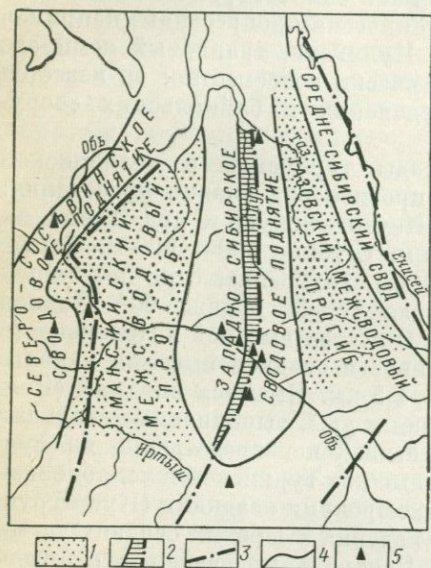 СЕВЕРО-СОСЬВИНСКОЕ
СВОДОВОЕ ПОДНЯТИЕ
Обь
МАНСИЙСКИЙ
МЕЖСВОДОВЫЙ
ПРОГИБ
ЗАПАДНО-СИБИРСКОЕ
СВОДОВОЕ ПОДНЯТИЕ
Пур
Таз
ТАЗОВСКИЙ МЕЖСВОДОВЫЙ
ПРОГИБ
СРЕДНЕ-СИБИРСКИЙ СВОД
Енисей
Иртыш
Обь
1 2 3 4 5